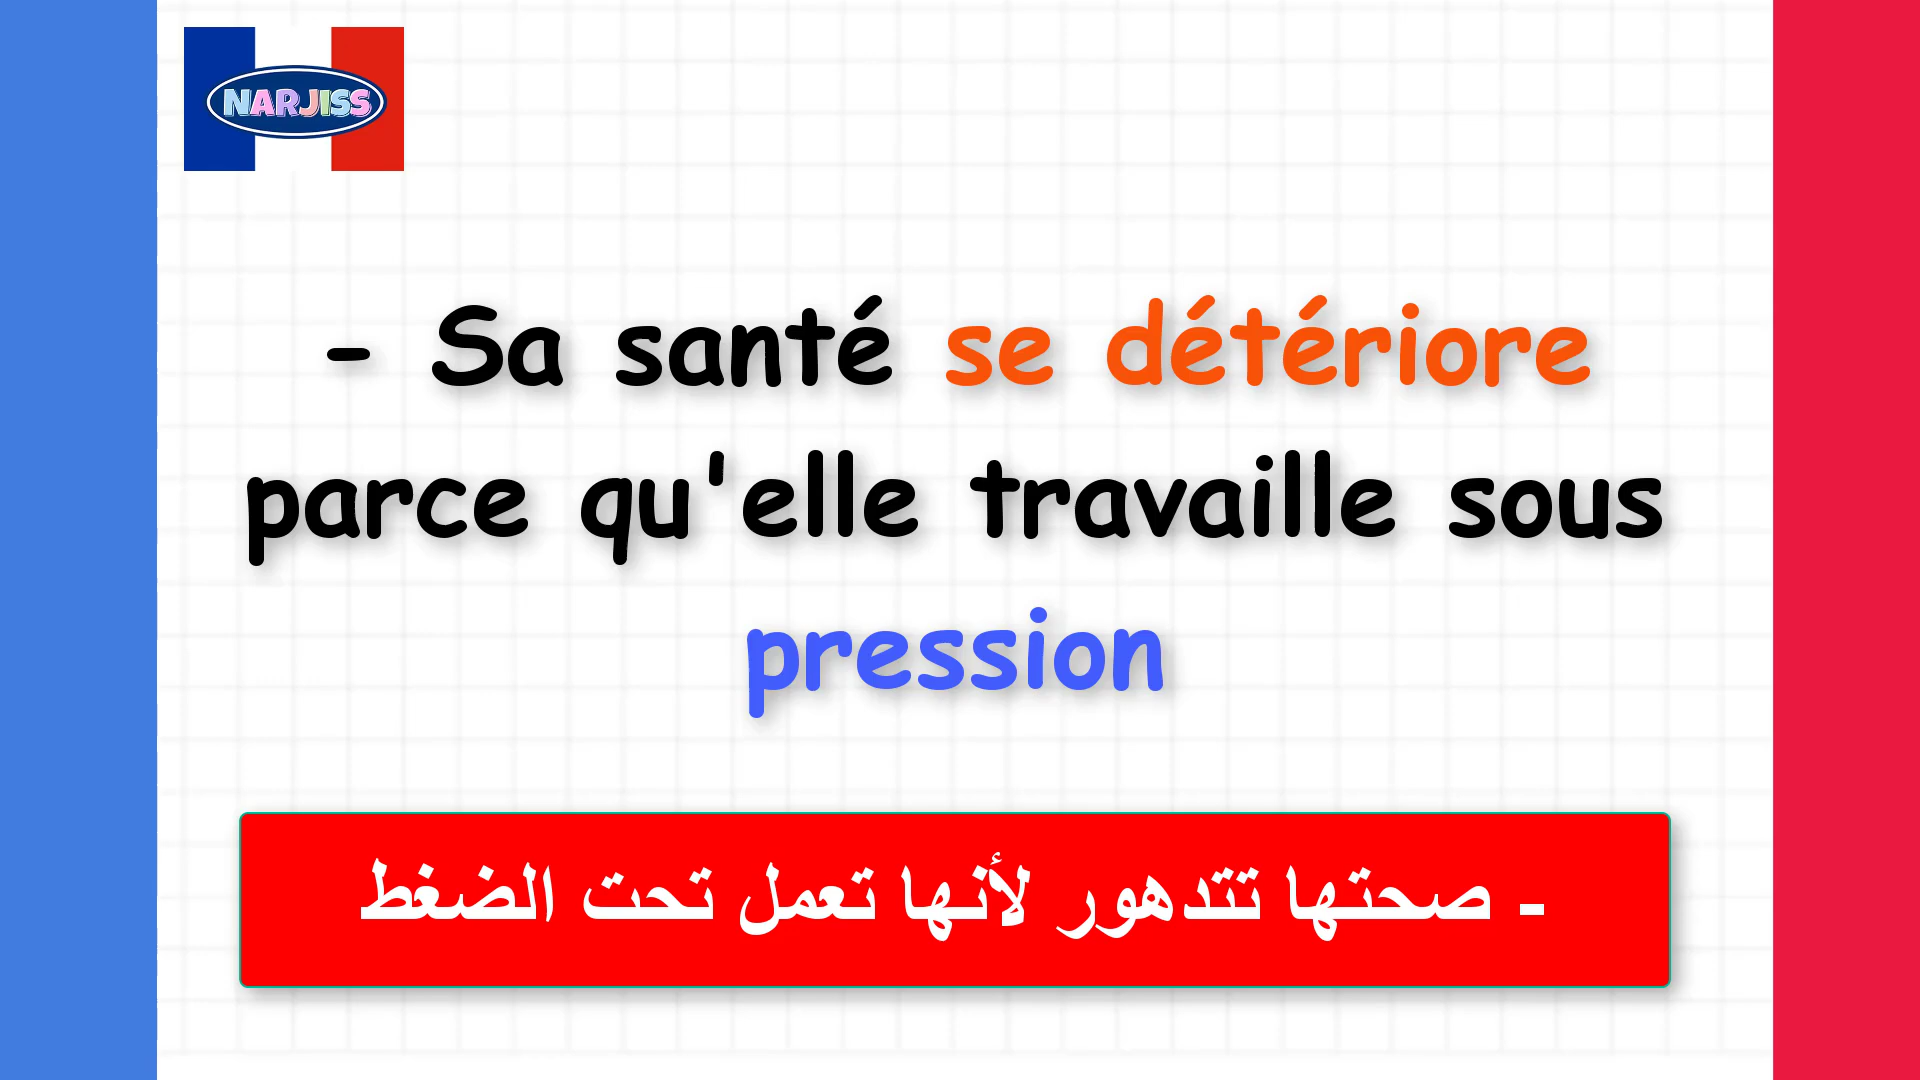 NARJISS
- Sa santé se détériore
parce qu'elle travaille sous
pression
- صحتها تتدهور لأنها تعمل تحت الضغط